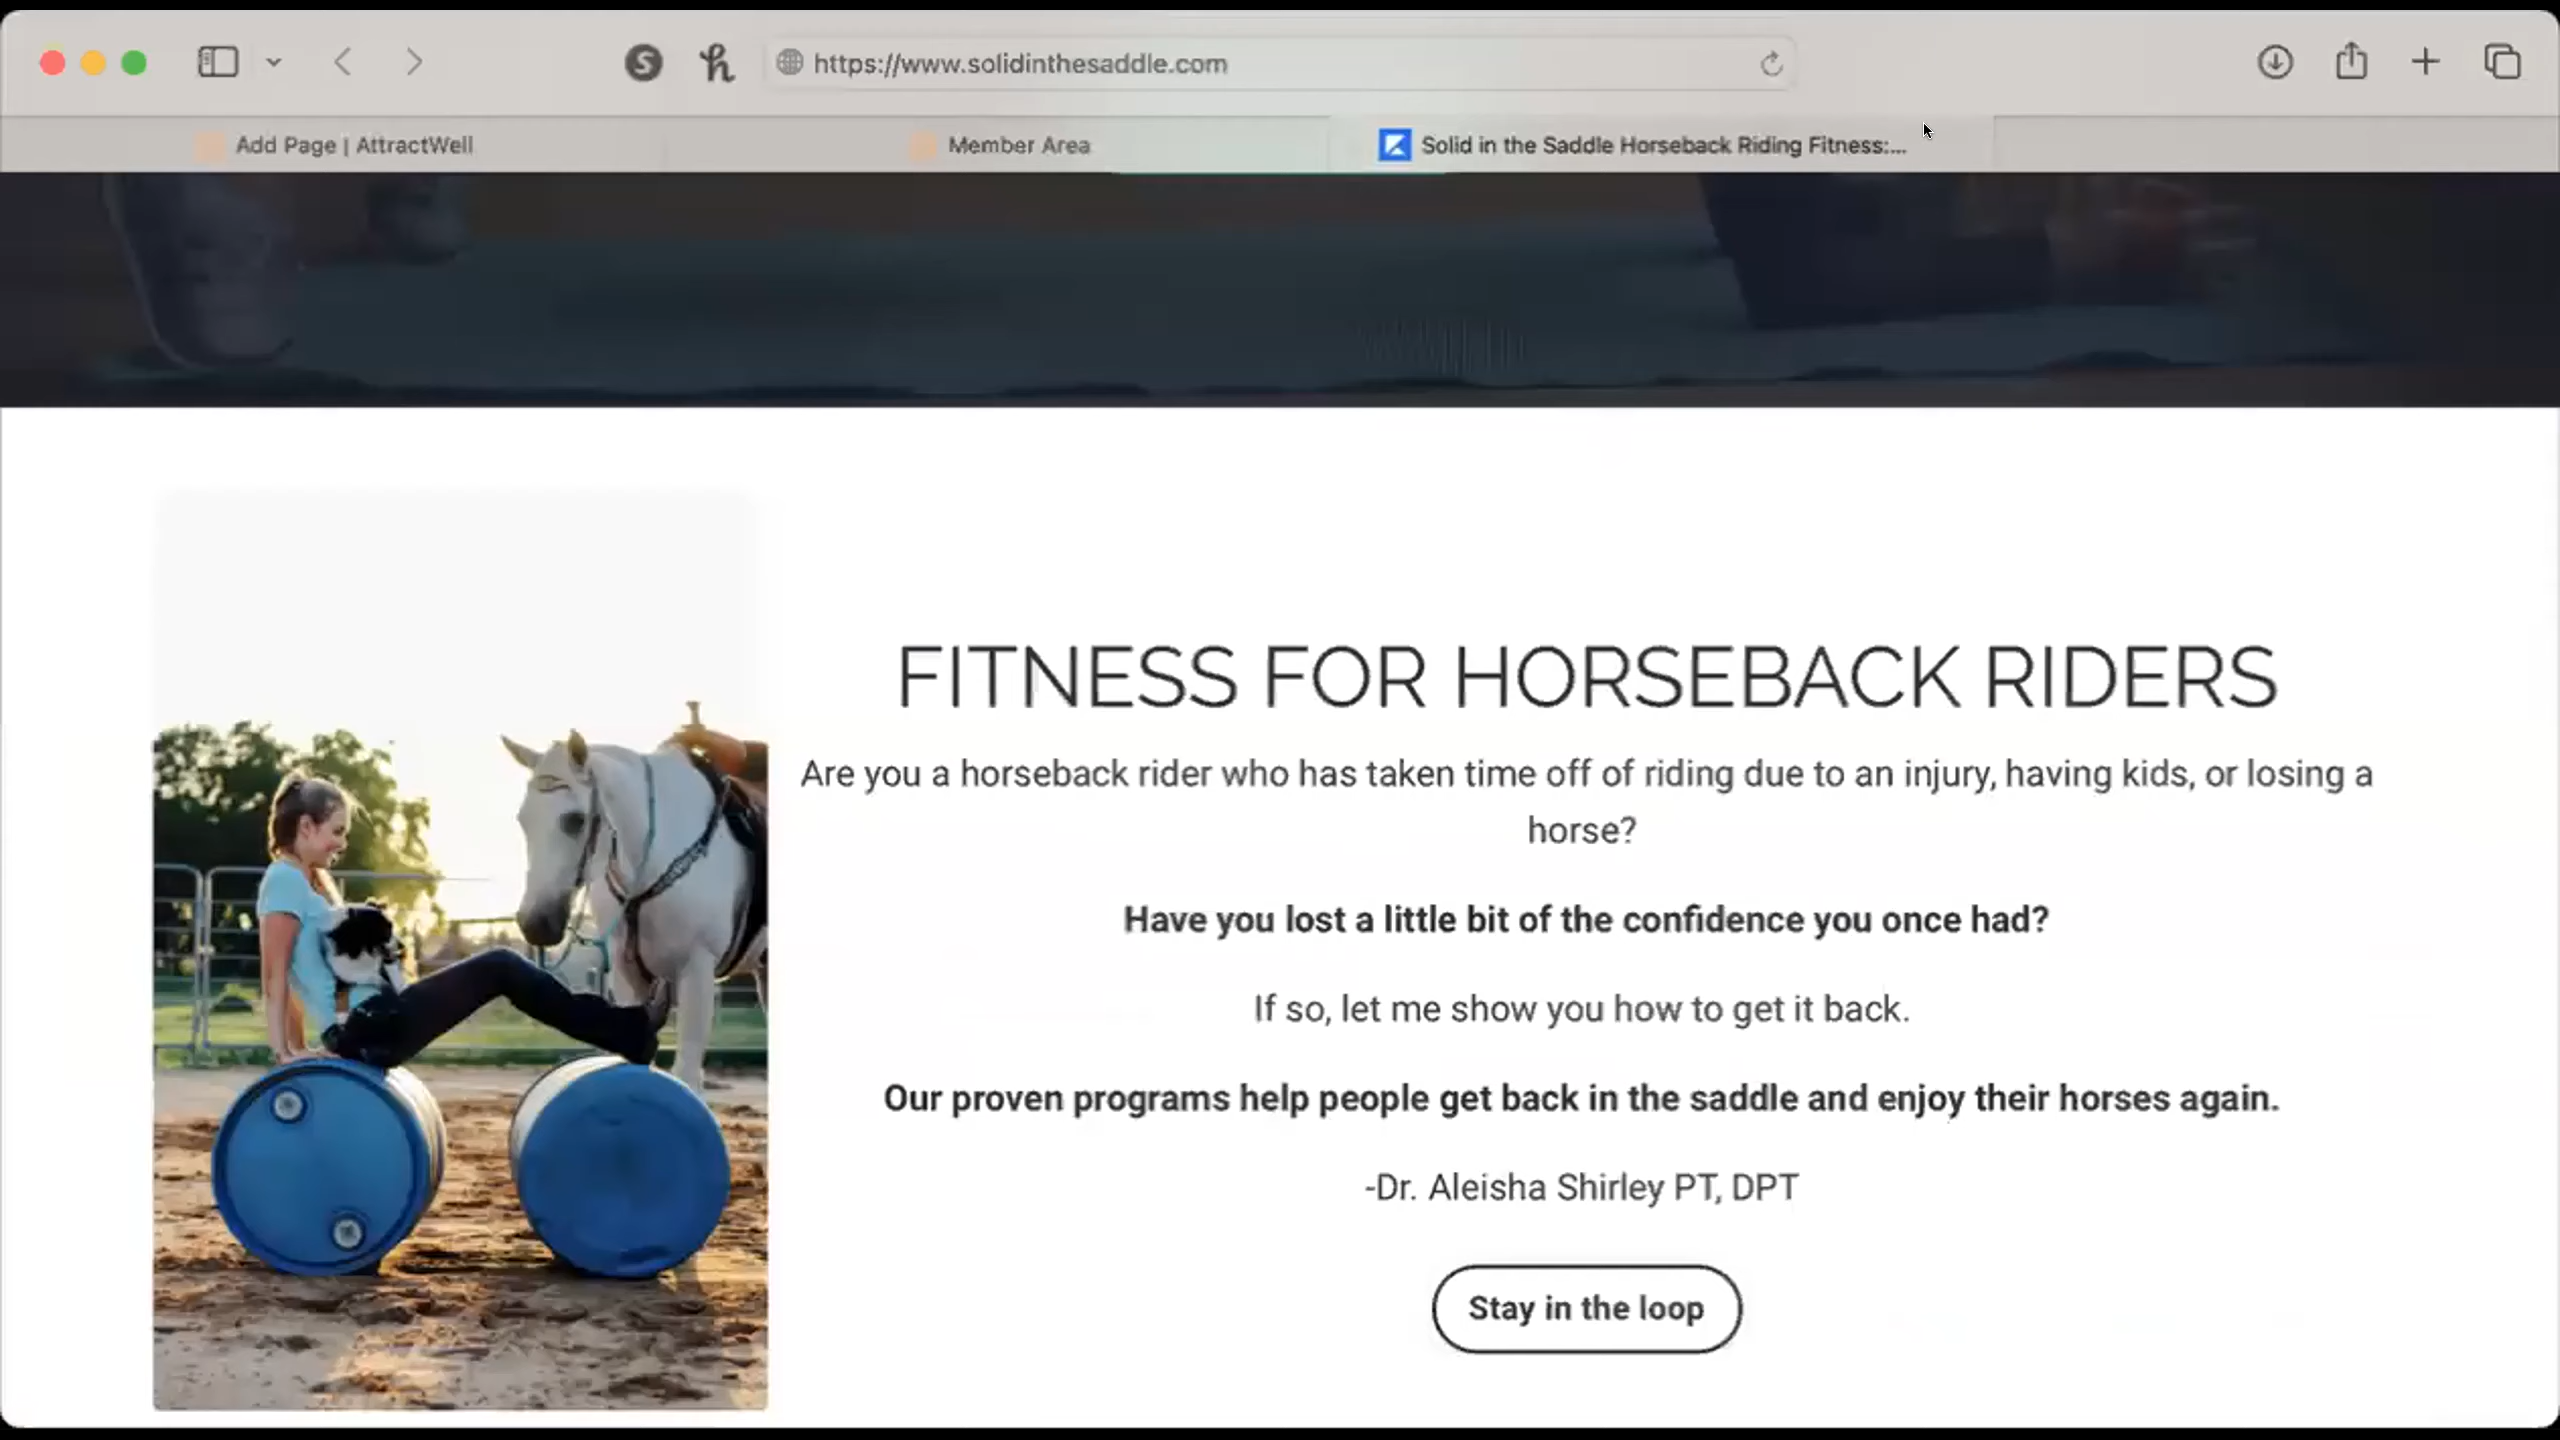 https://www.solidinthesaddle.com
Add Page | AttractWell
Member Area
Solid in the Saddle Horseback Riding Fitness:...
FITNESS FOR HORSEBACK RIDERS
Are you a horseback rider who has taken time off of riding due to an injury, having kids, or losing a
horse?
Have you lost a little bit of the confidence you once had?
If so, let me show you how to get it back.
Our proven programs help people get back in the saddle and enjoy their horses again.
-Dr. Aleisha Shirley PT, DPT
Stay in the loop